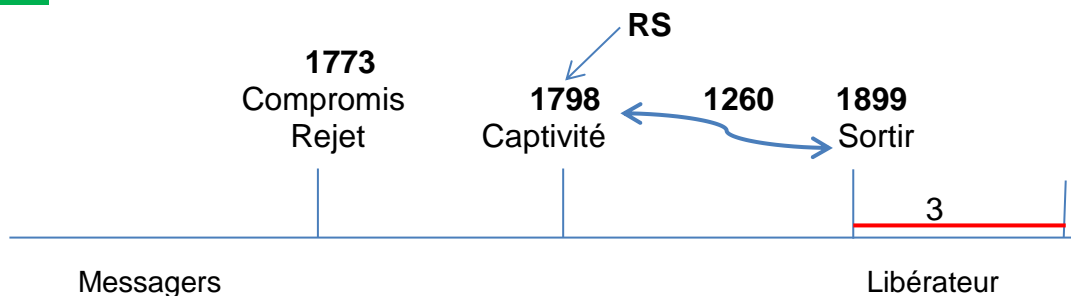 RS
1773
Compromis
Rejet
1798
Captivité
1260
1899
Sortir
3
Messagers
Libérateur